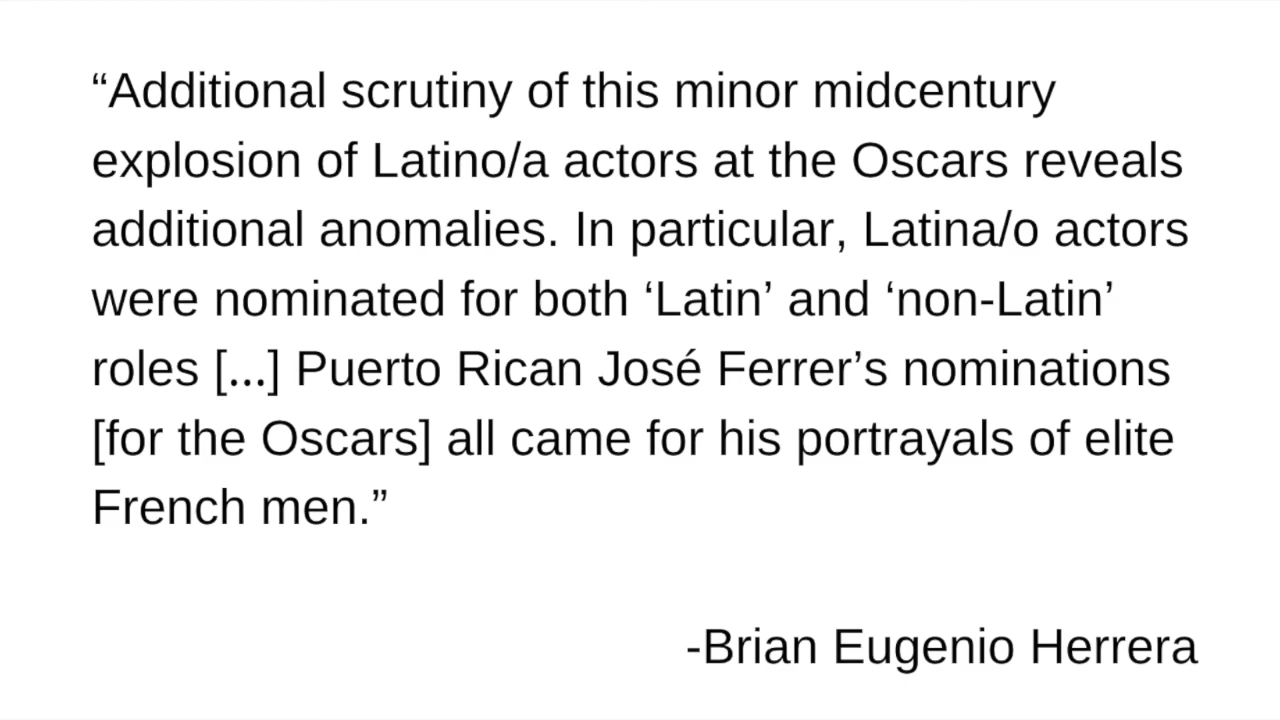 “Additional scrutiny of this minor midcentury
explosion of Latino/a actors at the Oscars reveals
additional anomalies. In particular, Latina/o actors
were nominated for both ‘Latin’ and ‘non-Latin’
roles [...] Puerto Rican José Ferrer’s nominations
[for the Oscars] all came for his portrayals of elite
French men.”
-Brian Eugenio Herrera